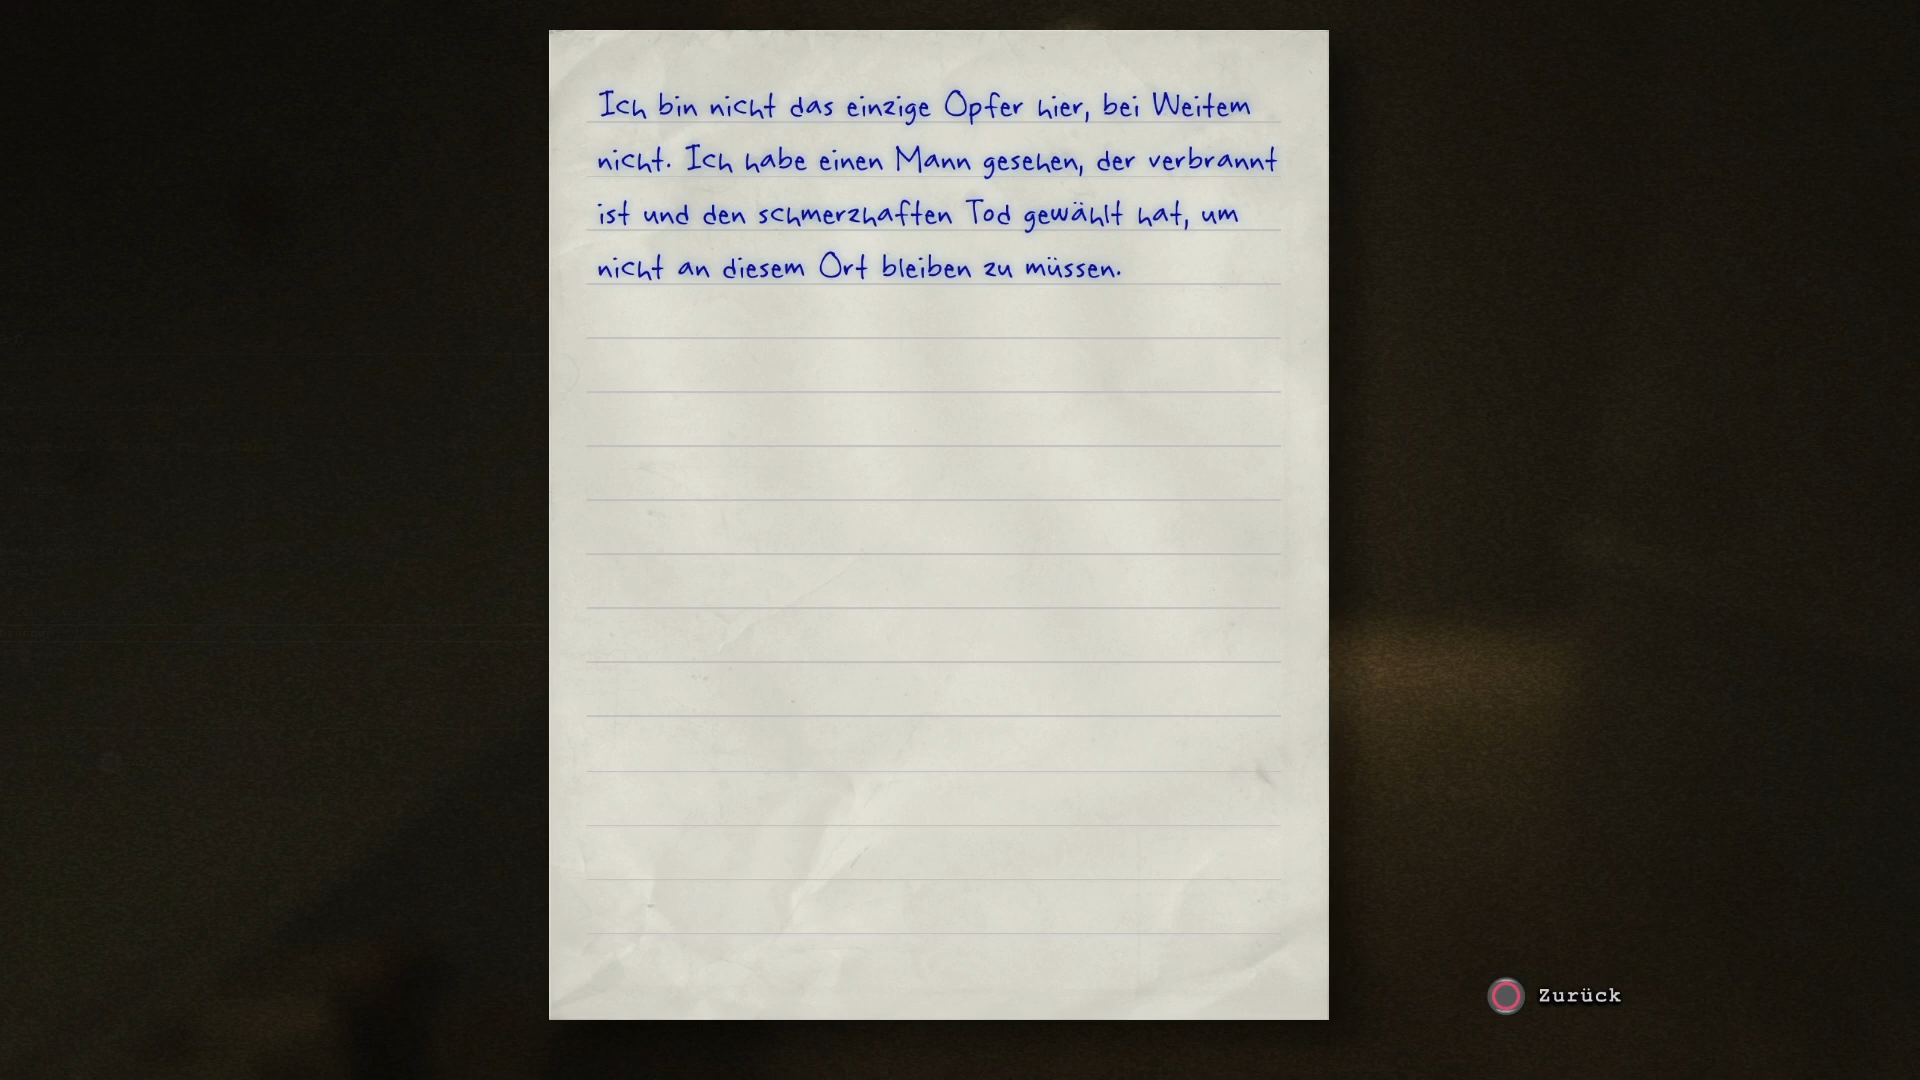 Ich bin nicht das einzige Opfer hier, bei Weitem
nicht. Ich habe einen Mann gesehen, der verbrannt
ist und den schmerzhaften Tod gewählt hat, um
nicht an diesem Ort bleiben zu müssen.
Zurück